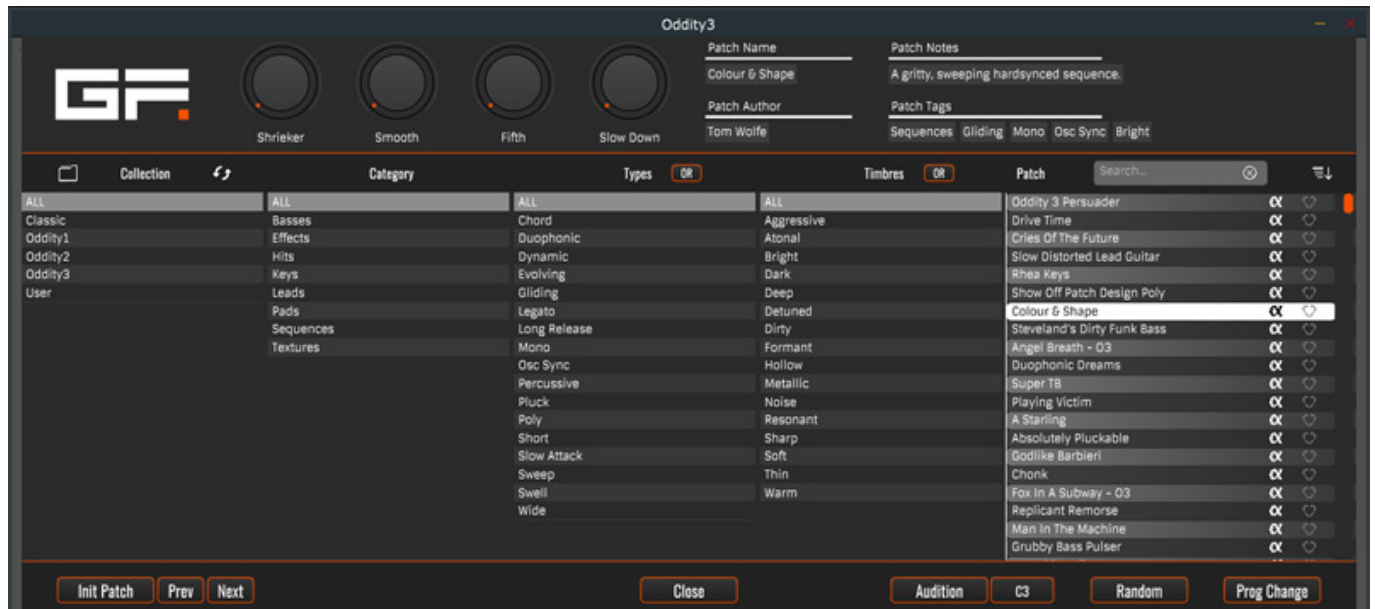 Oddity3
GF.
Shrieker
Smooth
Fifth
Slow Down
Patch Name
Colour & Shape
Patch Author
Tom Wolfe
Patch Notes
A gritty, sweeping hardsynced sequence.
Patch Tags
Sequences Gliding Mono Osc Sync Bright
Collection
Category
Types OR
Timbres OR
Patch
Search...
ALL
Classic
Oddity1
Oddity2
Oddity3
User
ALL
Basses
Effects
Hits
Keys
Leads
Pads
Sequences
Textures
ALL
Chord
Duophonic
Dynamic
Evolving
Gliding
Legato
Long Release
Mono
Osc Sync
Percussive
Pluck
Poly
Short
Slow Attack
Sweep
Swell
Wide
ALL
Aggressive
Atonal
Bright
Dark
Deep
Detuned
Dirty
Formant
Hollow
Metallic
Noise
Resonant
Sharp
Soft
Thin
Warm
Oddity 3 Persuader α
Drive Time α
Cries Of The Future α
Slow Distorted Lead Guitar α
Rhea Keys α
Show Off Patch Design Poly α
Colour & Shape α
Steveland's Dirty Funk Bass α
Angel Breath - O3 α
Duophonic Dreams α
Super TB α
Playing Victim α
A Starling α
Absolutely Pluckable α
Godlike Barbieri α
Chonk α
Fox In A Subway - O3 α
Replicant Remorse α
Man In The Machine α
Grubby Bass Pulser α
Init Patch Prev Next
Close
Audition C3 Random Prog Change